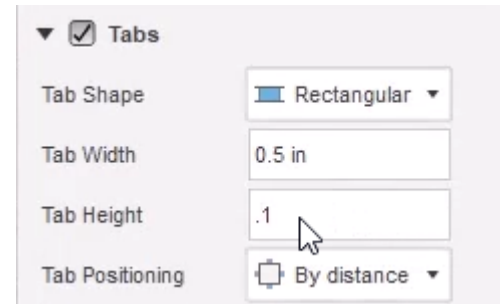 Tabs
Tab Shape Rectangular
Tab Width 0.5 in
Tab Height .1
Tab Positioning By distance